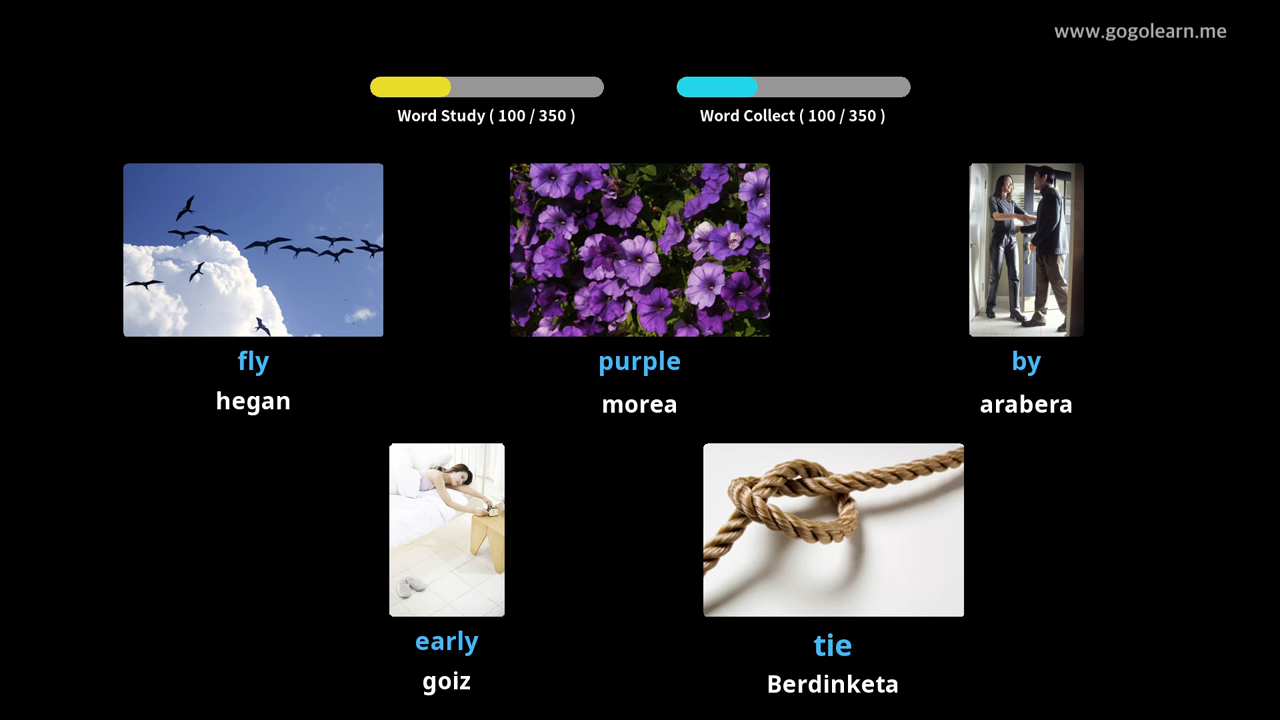 www.gogolearn.me
Word Study ( 100 / 350 )
Word Collect ( 100 / 350 )
fly
hegan
purple
morea
by
arabera
early
goiz
tie
Berdinketa